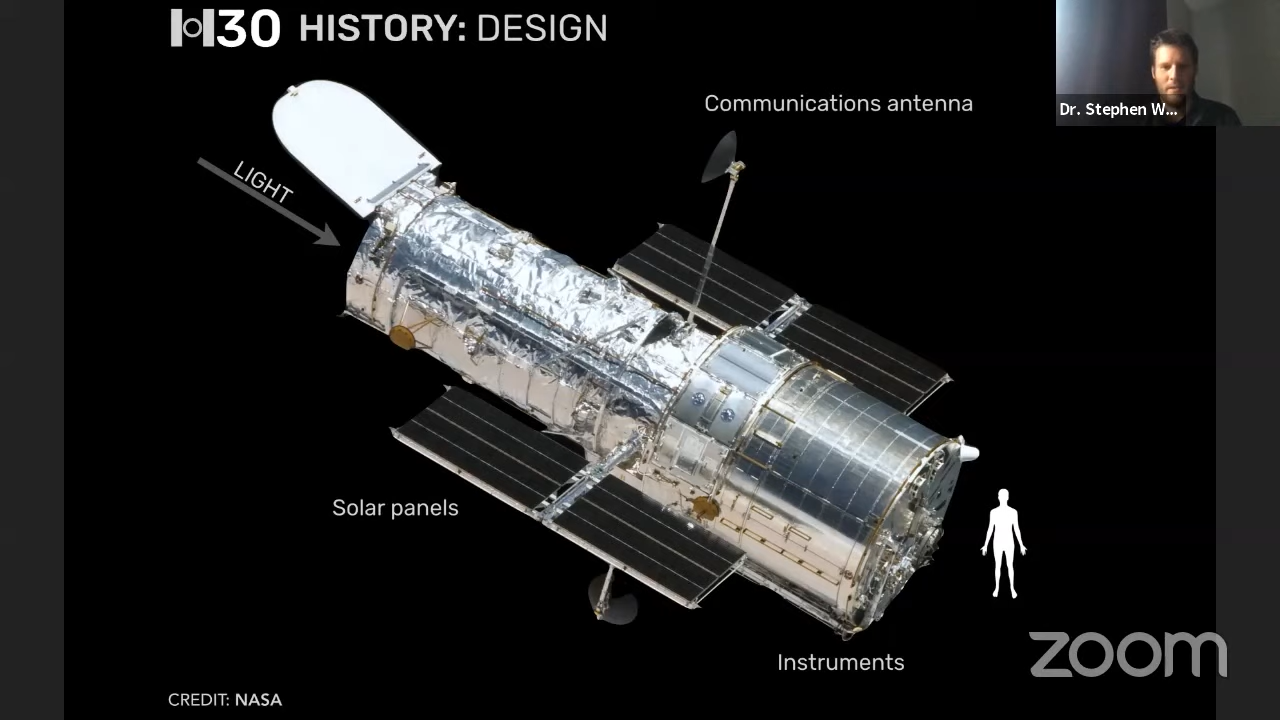 H30 HISTORY: DESIGN
Dr. Stephen W...
Communications antenna
LIGHT
Solar panels
Instruments
zoom
CREDIT: NASA